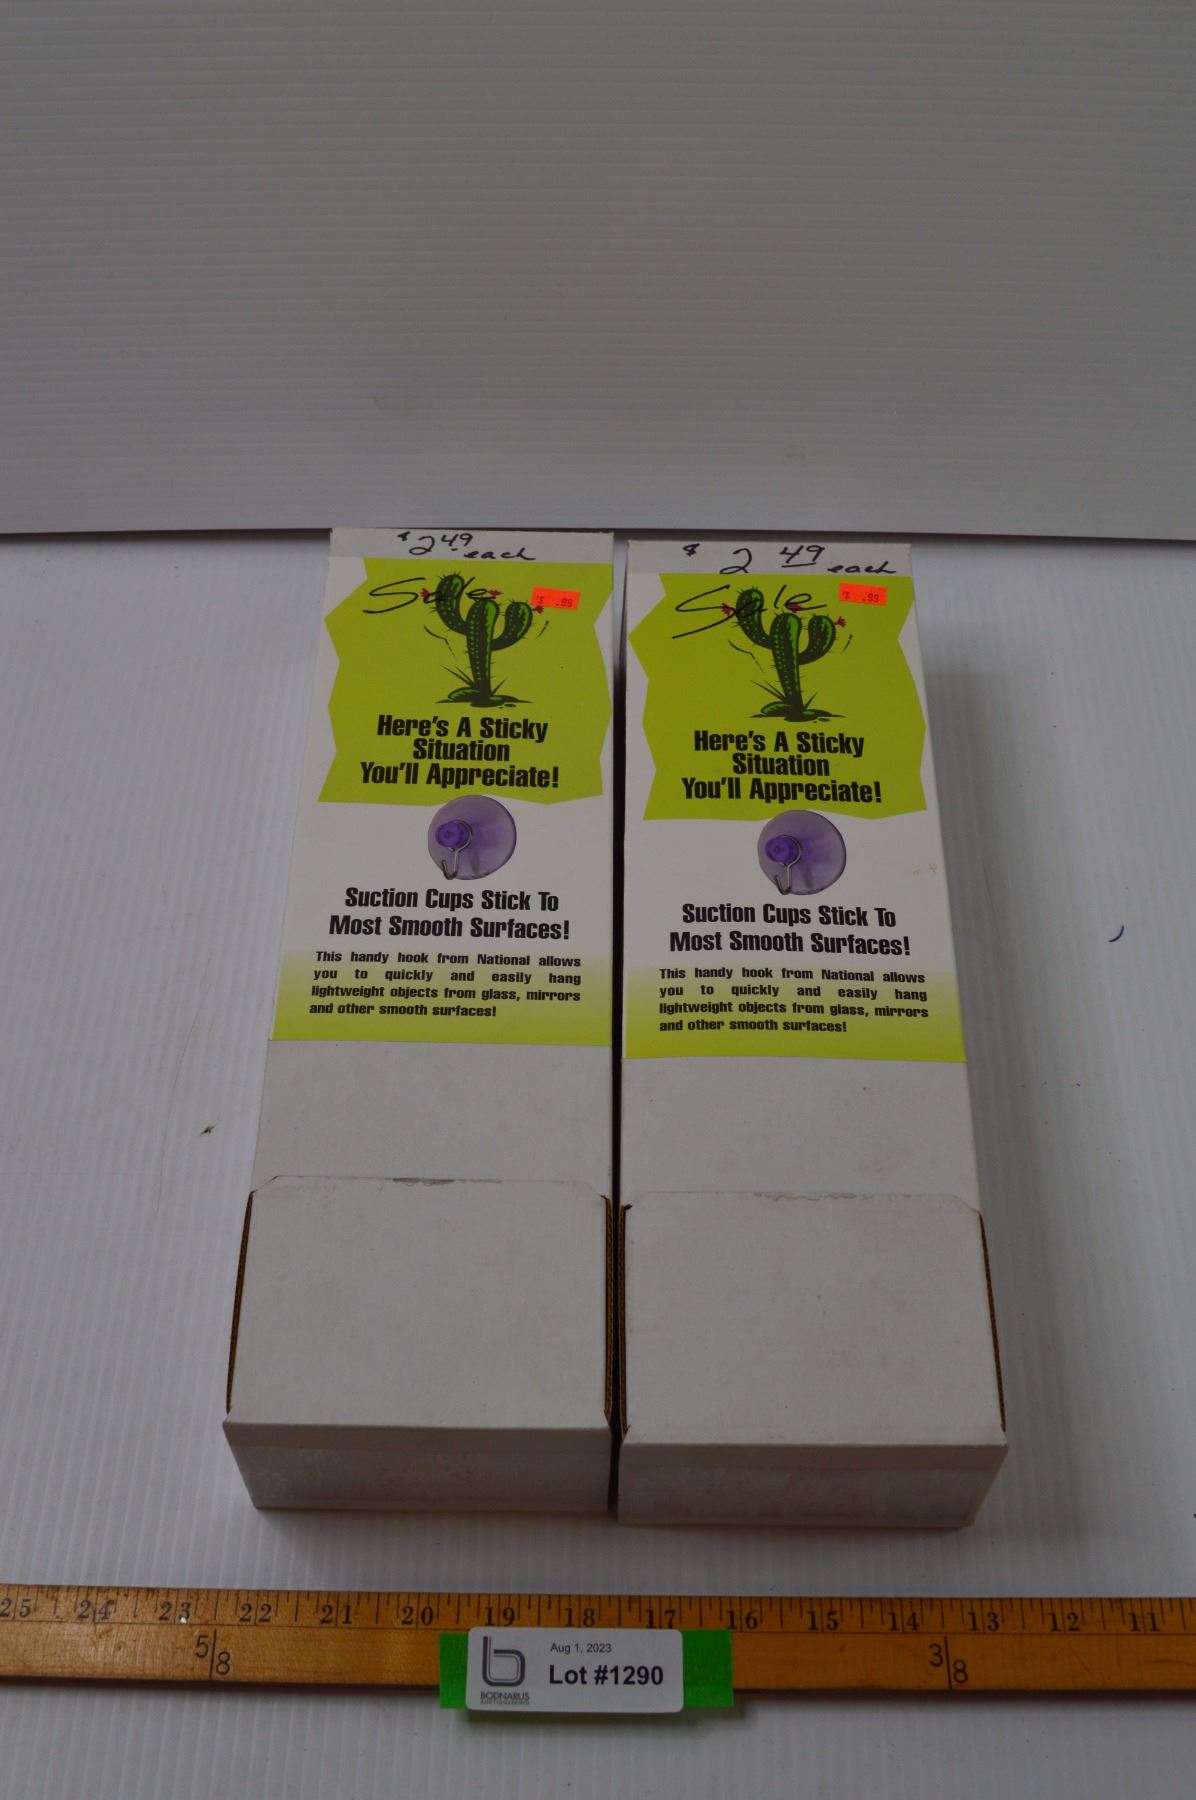 $ 2.49 each
Sale
$ .99
Here's A Sticky
Situation
You'll Appreciate!
Suction Cups Stick To
Most Smooth Surfaces!
This handy hook from National allows
you to quickly and easily hang
lightweight objects from glass, mirrors
and other smooth surfaces!
$ 2 49 each
Sale
$ .99
Here's A Sticky
Situation
You'll Appreciate!
Suction Cups Stick To
Most Smooth Surfaces!
This handy hook from National allows
you to quickly and easily hang
lightweight objects from glass, mirrors
and other smooth surfaces!
25 24 23 22 21 20 19 18 17 16 15 14 13 12 11
5|8 3|8
Aug 1, 2023
Lot #1290
BODNARUS
AUCTIONEERING